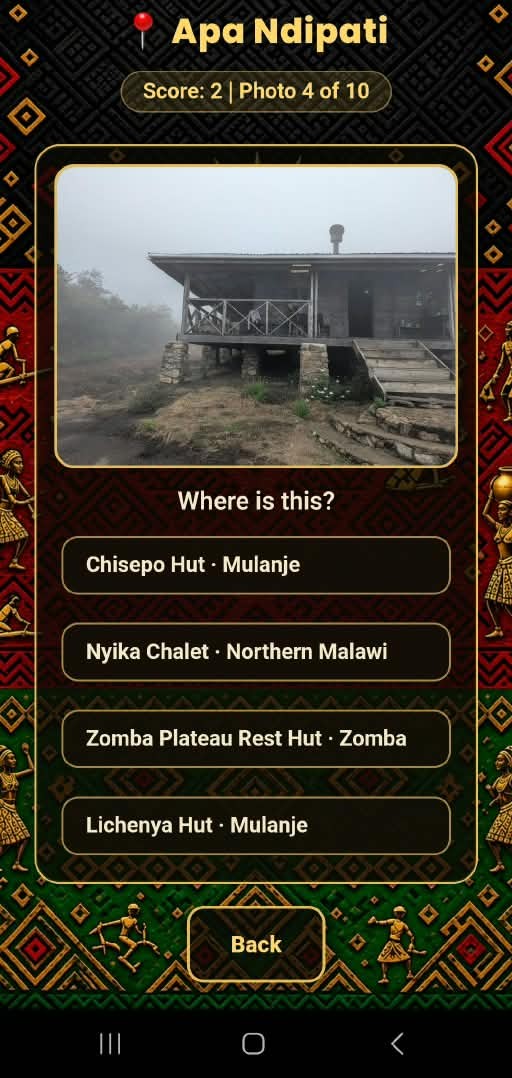 Apa Ndipati
Score: 2 | Photo 4 of 10
Where is this?
Chisepo Hut · Mulanje
Nyika Chalet · Northern Malawi
Zomba Plateau Rest Hut · Zomba
Lichenya Hut · Mulanje
Back